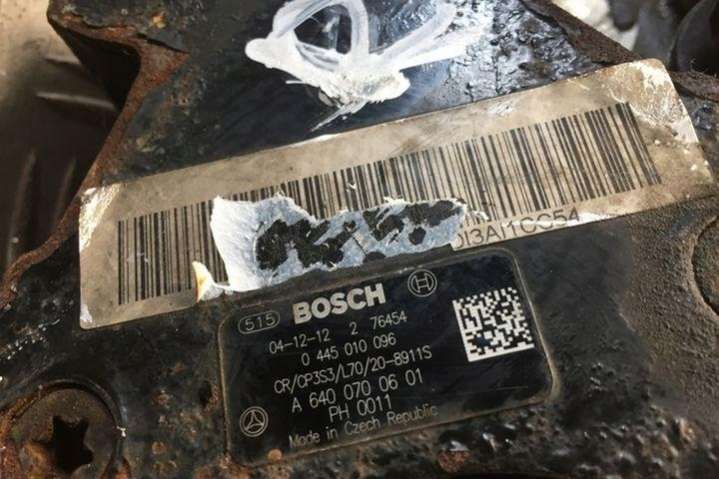 515 BOSCH
04-12-12 2 76454
0 445 010 096
CR/CP3S3/L70/20-8911S
A 640 070 06 01
PH 0011
Made in Czech Republic